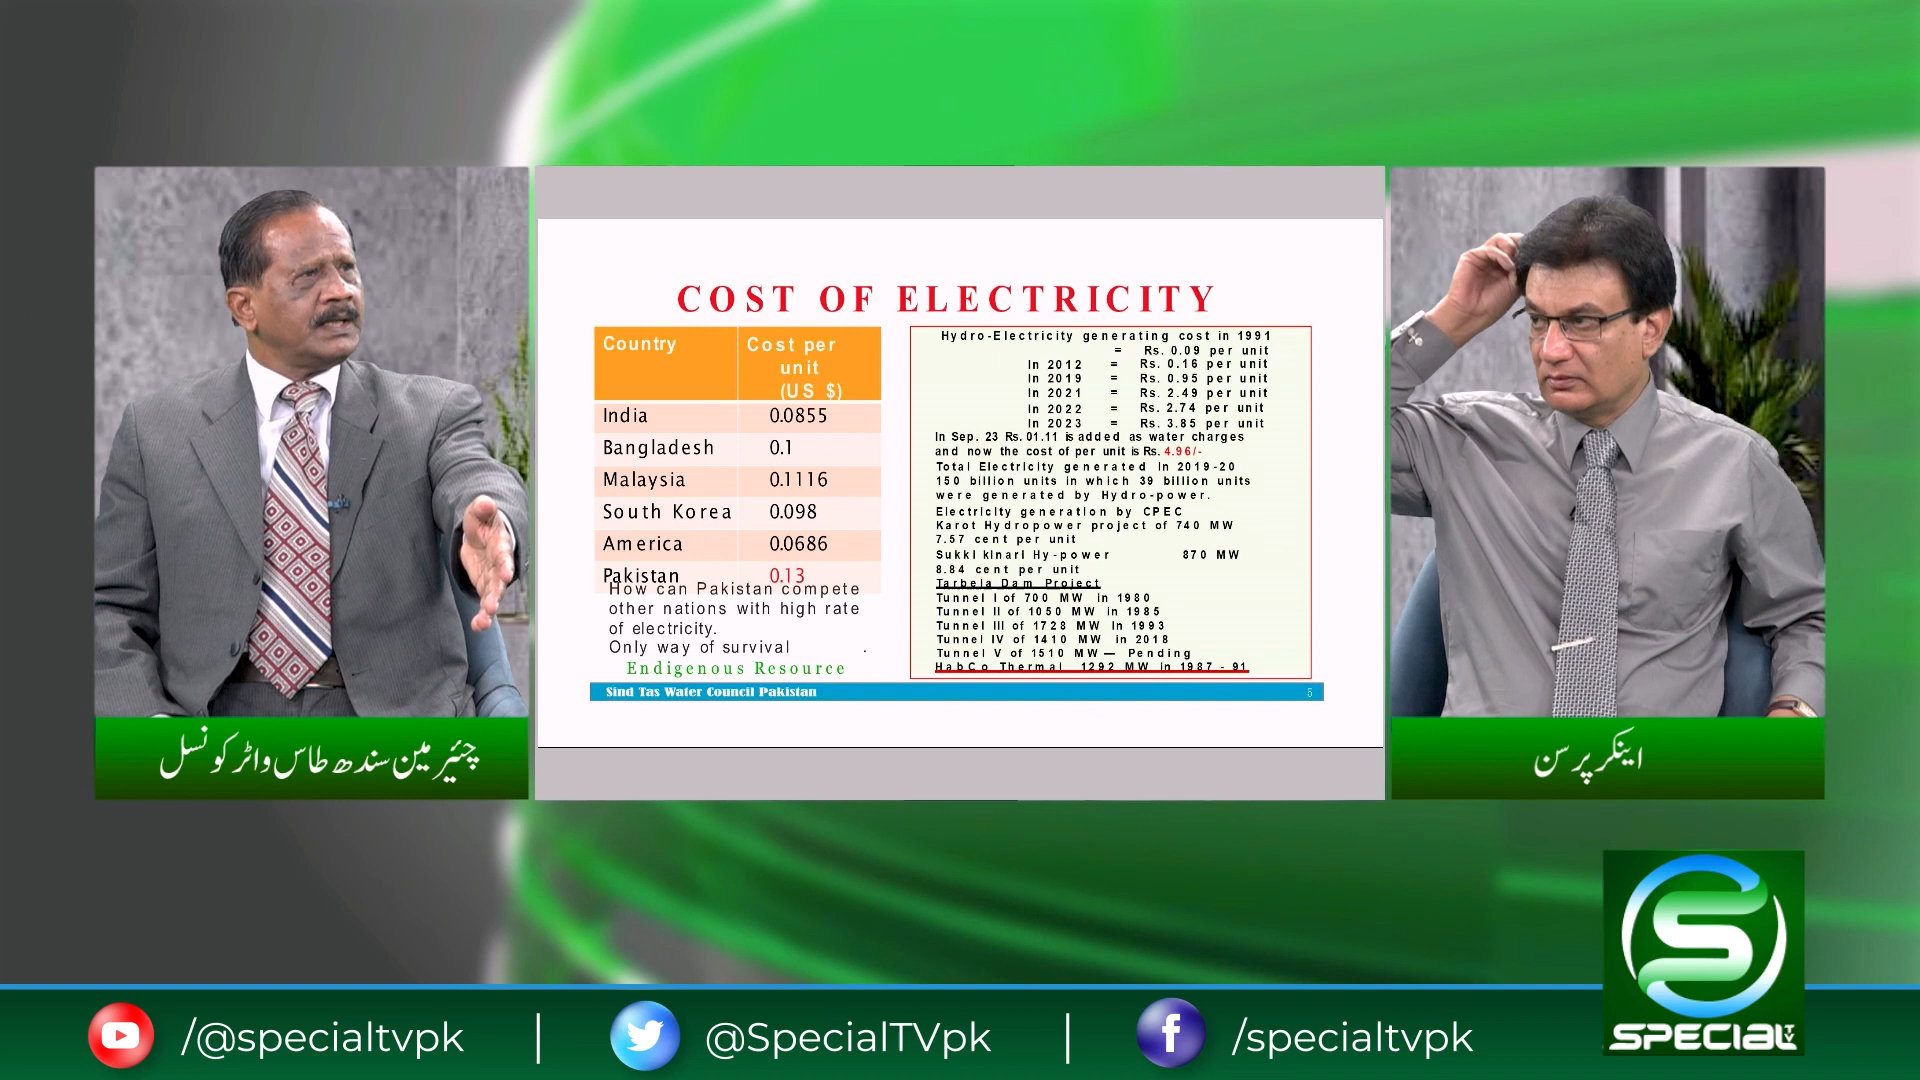 COST OF ELECTRICITY
Country
Cost per
unit
(US $)
India 0.0855
Bangladesh 0.1
Malaysia 0.1116
South Korea 0.098
America 0.0686
Pakistan 0.13
How can Pakistan compete
other nations with high rate
of electricity.
Only way of survival .
Endigenous Resource
Hydro-Electricity generating cost in 1991
= Rs. 0.09 per unit
In 2012 = Rs. 0.16 per unit
In 2019 = Rs. 0.95 per unit
In 2021 = Rs. 2.49 per unit
In 2022 = Rs. 2.74 per unit
In 2023 = Rs. 3.85 per unit
In Sep. 23 Rs. 01.11 is added as water charges
and now the cost of per unit is Rs. 4.96/-
Total Electricity generated in 2019-20
150 billion units in which 39 billion units
were generated by Hydro-power.
Electricity generation by CPEC
Karot Hydropower project of 740 MW
7.57 cent per unit
Sukki kinari Hy-power 870 MW
8.84 cent per unit
Tarbela Dam Project
Tunnel I of 700 MW in 1980
Tunnel II of 1050 MW in 1985
Tunnel III of 1728 MW in 1993
Tunnel IV of 1410 MW in 2018
Tunnel V of 1510 MW — Pending
HabCo Thermal 1292 MW in 1987 - 91
Sind Tas Water Council Pakistan 5
چئیرمین سندھ طاس واٹر کونسل
اینکر پرسن
SPECIAL TV
/@specialtvpk | @SpecialTVpk | /specialtvpk